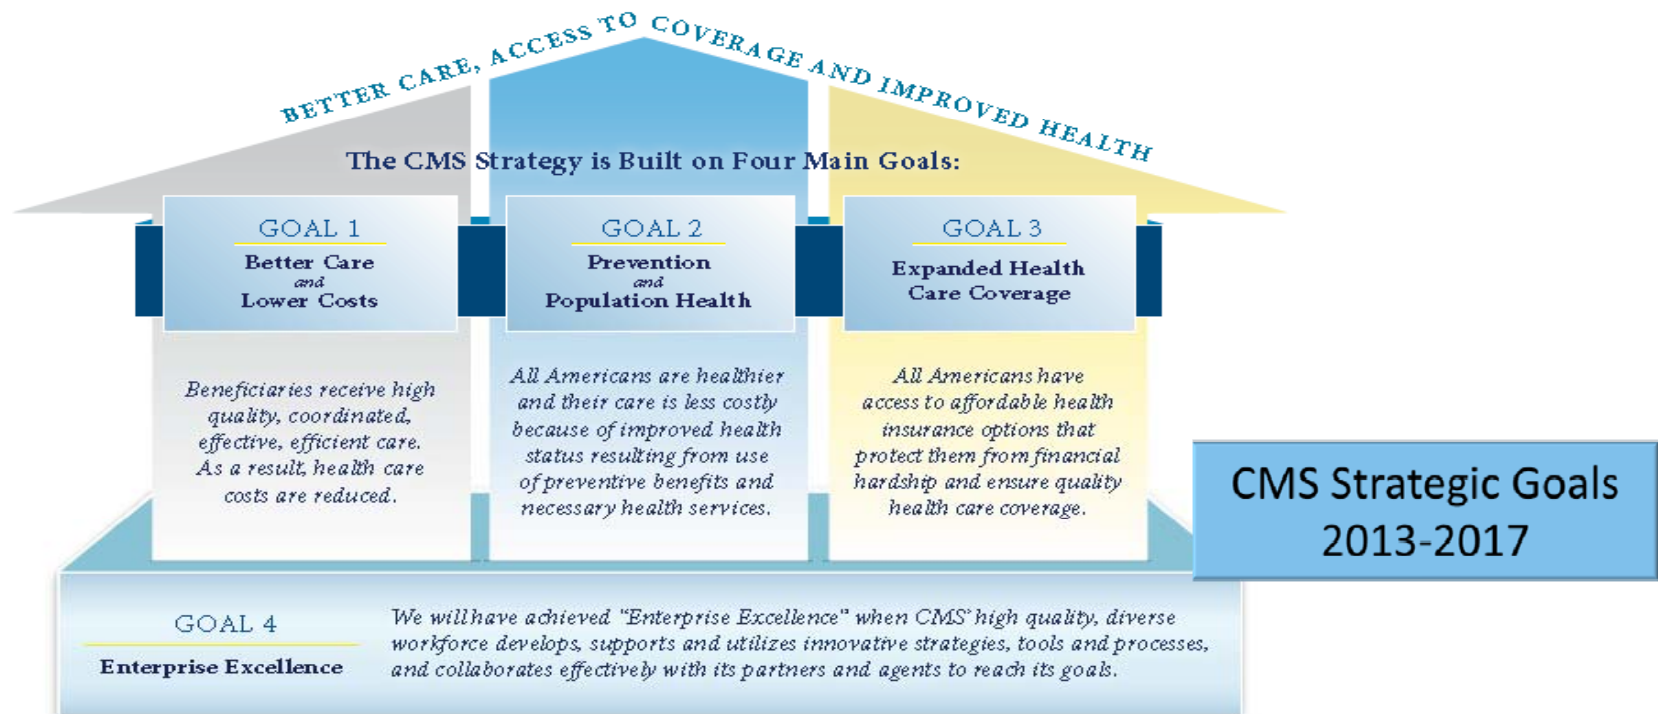 BETTER CARE, ACCESS TO COVERAGE AND IMPROVED HEALTH
The CMS Strategy is Built on Four Main Goals:
GOAL 1
Better Care
and
Lower Costs
Beneficiaries receive high
quality, coordinated,
effective, efficient care.
As a result, health care
costs are reduced.
GOAL 2
Prevention
and
Population Health
All Americans are healthier
and their care is less costly
because of improved health
status resulting from use
of preventive benefits and
necessary health services.
GOAL 3
Expanded Health
Care Coverage
All Americans have
access to affordable health
insurance options that
protect them from financial
hardship and ensure quality
health care coverage.
CMS Strategic Goals
2013-2017
GOAL 4
Enterprise Excellence
We will have achieved "Enterprise Excellence" when CMS' high quality, diverse
workforce develops, supports and utilizes innovative strategies, tools and processes,
and collaborates effectively with its partners and agents to reach its goals.